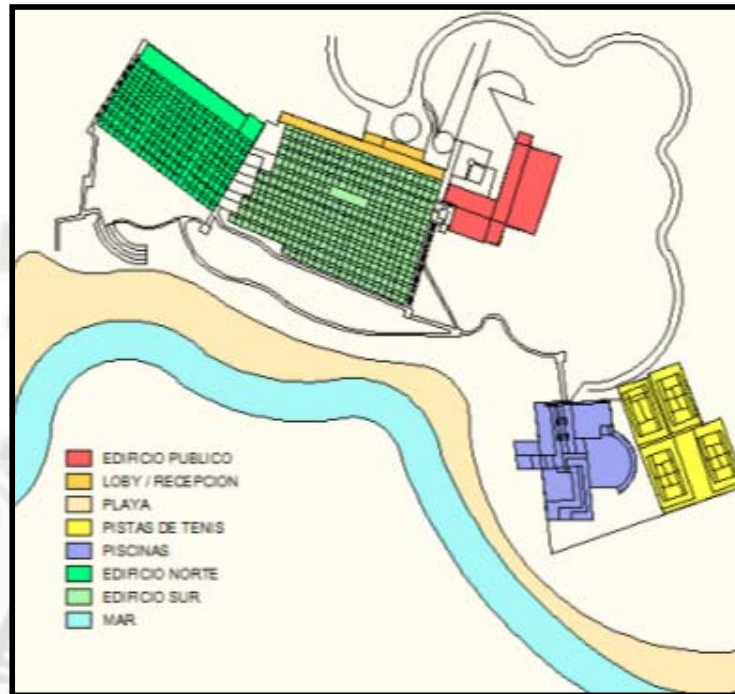 EDIFICIO PUBLICO
LOBY / RECEPCION
PLAYA
PISTAS DE TENIS
PISCINAS
EDIFICIO NORTE
EDIFICIO SUR
MAR